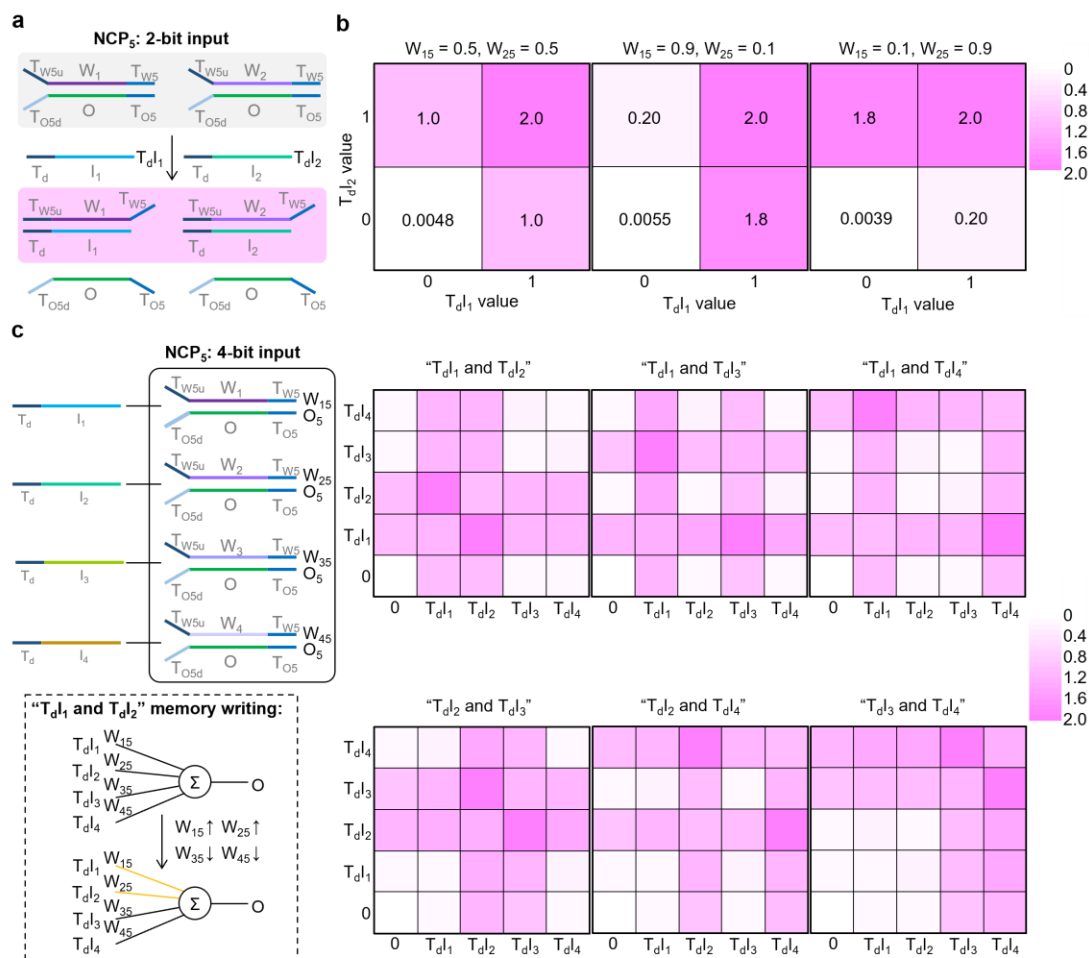 a
NCP5: 2-bit input
TW5u W1 TW5 TW5u W2 TW5
TO5d O TO5 TO5d O TO5
TdI1 TdI2
Td I1 Td I2
TW5u W1 TW5 TW5u W2 TW5
Td I1 Td I2
TO5d O TO5 TO5d O TO5
b
W15 = 0.5, W25 = 0.5 W15 = 0.9, W25 = 0.1 W15 = 0.1, W25 = 0.9
TdI2 value
1 1.0 2.0 0.20 2.0 1.8 2.0
0 0.0048 1.0 0.0055 1.8 0.0039 0.20
0 1 0 1 0 1
TdI1 value TdI1 value TdI1 value
0
0.4
0.8
1.2
1.6
2.0
c
NCP5: 4-bit input
TW5u W1 TW5 W15
Td I1 O5
TO5d O TO5
TW5u W2 TW5 W25
Td I2 O5
TO5d O TO5
TW5u W3 TW5 W35
Td I3 O5
TO5d O TO5
TW5u W4 TW5 W45
Td I4 O5
TO5d O TO5
“TdI1 and TdI2” memory writing:
TdI1 W15
TdI2 W25
TdI3 W35
TdI4 W45
Σ O
W15↑ W25↑
W35↓ W45↓
TdI1 W15
TdI2 W25
TdI3 W35
TdI4 W45
Σ O
“TdI1 and TdI2” “TdI1 and TdI3” “TdI1 and TdI4”
TdI4
TdI3
TdI2
TdI1
0
0 TdI1 TdI2 TdI3 TdI4 0 TdI1 TdI2 TdI3 TdI4 0 TdI1 TdI2 TdI3 TdI4
0
0.4
0.8
1.2
1.6
2.0
“TdI2 and TdI3” “TdI2 and TdI4” “TdI3 and TdI4”
TdI4
TdI3
TdI2
TdI1
0
0 TdI1 TdI2 TdI3 TdI4 0 TdI1 TdI2 TdI3 TdI4 0 TdI1 TdI2 TdI3 TdI4